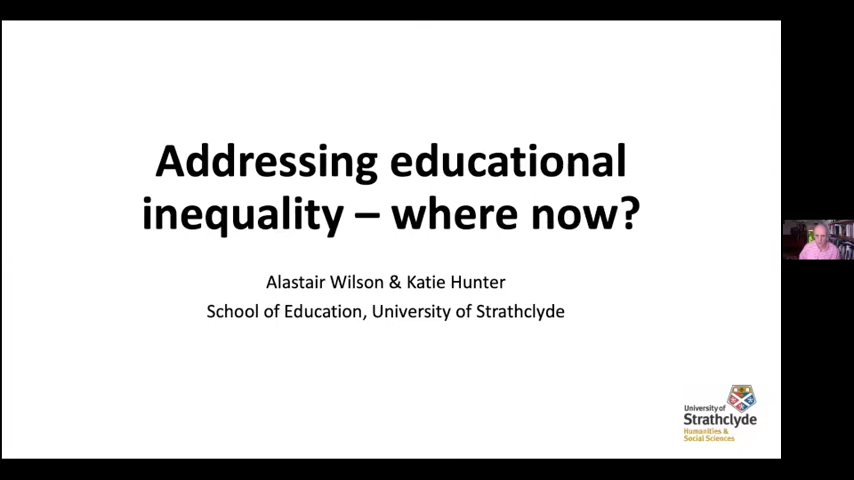 Addressing educational
inequality – where now?
Alastair Wilson & Katie Hunter
School of Education, University of Strathclyde
University of
Strathclyde
Humanities &
Social Sciences